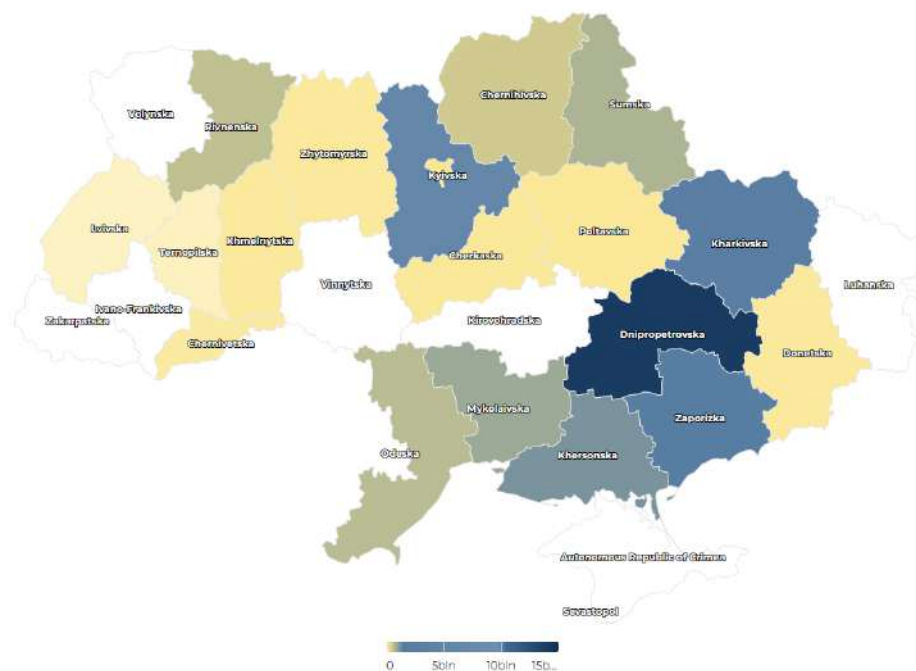 Chernihivska
Sumska
Volynska
Rivnenska
Zhytomyrska
Kyivska
Lvivska
Ternopilska
Khmelnytska
Cherkaska
Poltavska
Kharkivska
Vinnytska
Luhanska
Ivano-Frankivska
Zakarpatska
Kirovohradska
Chernivetska
Dnipropetrovska
Donetska
Mykolaivska
Zaporizka
Odeska
Khersonska
Autonomous Republic of Crimea
Sevastopol
0 5bln 10bln 15b...